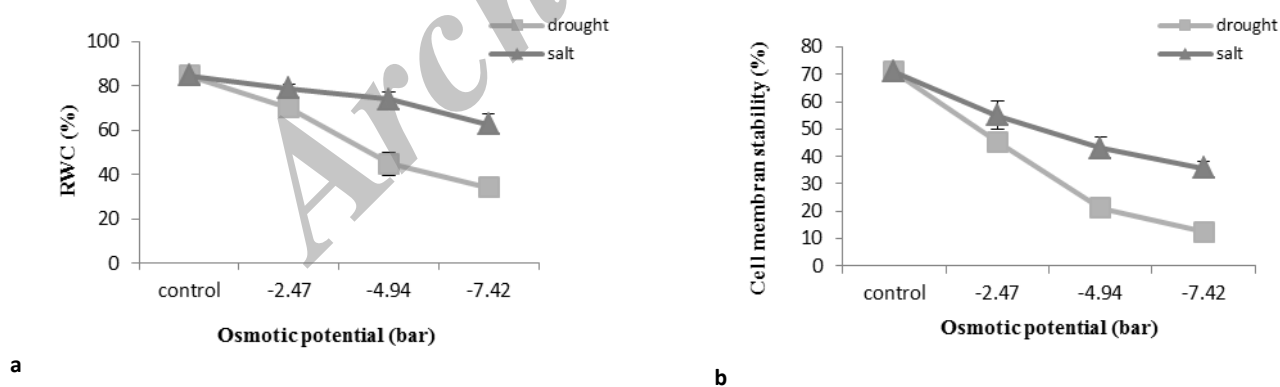 drought
salt
100
80
60
40
20
0
RWC (%)
control -2.47 -4.94 -7.42
Osmotic potential (bar)
a
drought
salt
80
70
60
50
40
30
20
10
0
Cell membran stability (%)
control -2.47 -4.94 -7.42
Osmotic potential (bar)
b